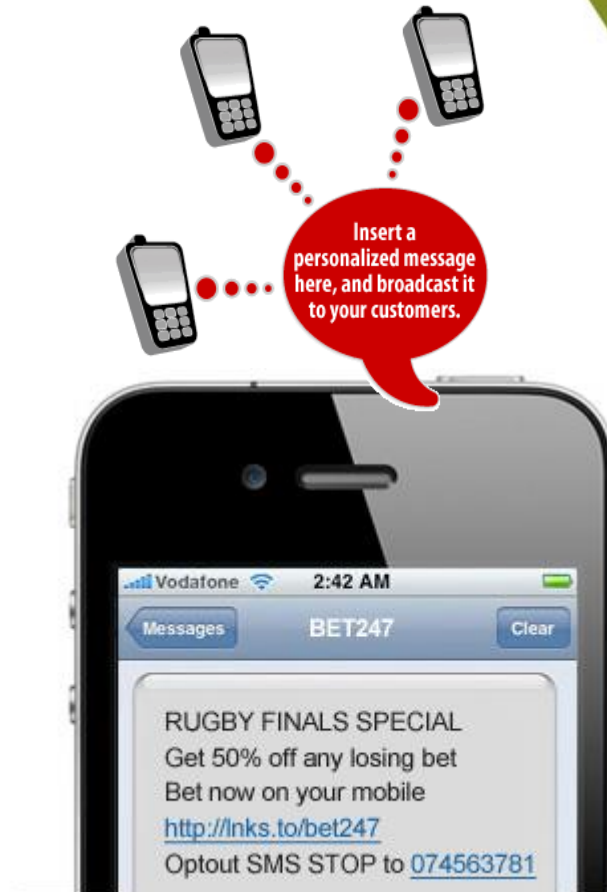 Insert a
personalized message
here, and broadcast it
to your customers.
Vodafone 2:42 AM
Messages BET247 Clear
RUGBY FINALS SPECIAL
Get 50% off any losing bet
Bet now on your mobile
http://lnks.to/bet247
Optout SMS STOP to 074563781